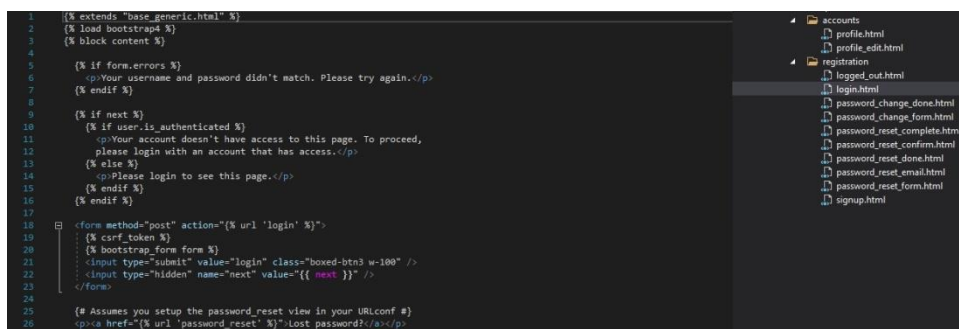 1 {% extends "base_generic.html" %}
2 {% load bootstrap4 %}
3 {% block content %}
4
5 {% if form.errors %}
6 <p>Your username and password didn't match. Please try again.</p>
7 {% endif %}
8
9 {% if next %}
10 {% if user.is_authenticated %}
11 <p>Your account doesn't have access to this page. To proceed,
12 please login with an account that has access.</p>
13 {% else %}
14 <p>Please login to see this page.</p>
15 {% endif %}
16 {% endif %}
17
18 <form method="post" action="{% url 'login' %}">
19 {% csrf_token %}
20 {% bootstrap_form form %}
21 <input type="submit" value="login" class="boxed-btn3 w-100" />
22 <input type="hidden" name="next" value="{{ next }}" />
23 </form>
24
25 {# Assumes you setup the password_reset view in your URLconf #}
26 <p><a href="{% url 'password_reset' %}">Lost password?</a></p>
accounts
profile.html
profile_edit.html
registration
logged_out.html
login.html
password_change_done.html
password_change_form.html
password_reset_complete.htm
password_reset_confirm.html
password_reset_done.html
password_reset_email.html
password_reset_form.html
signup.html